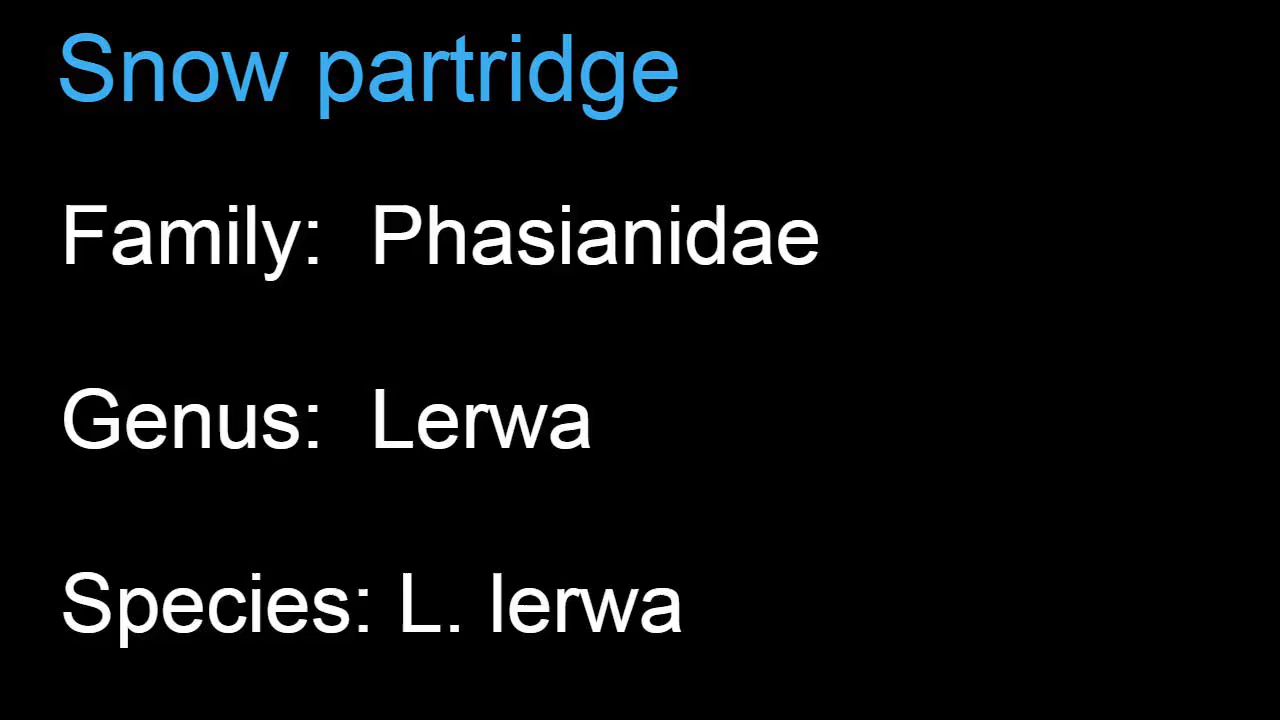 Snow partridge
Family: Phasianidae
Genus: Lerwa
Species: L. lerwa